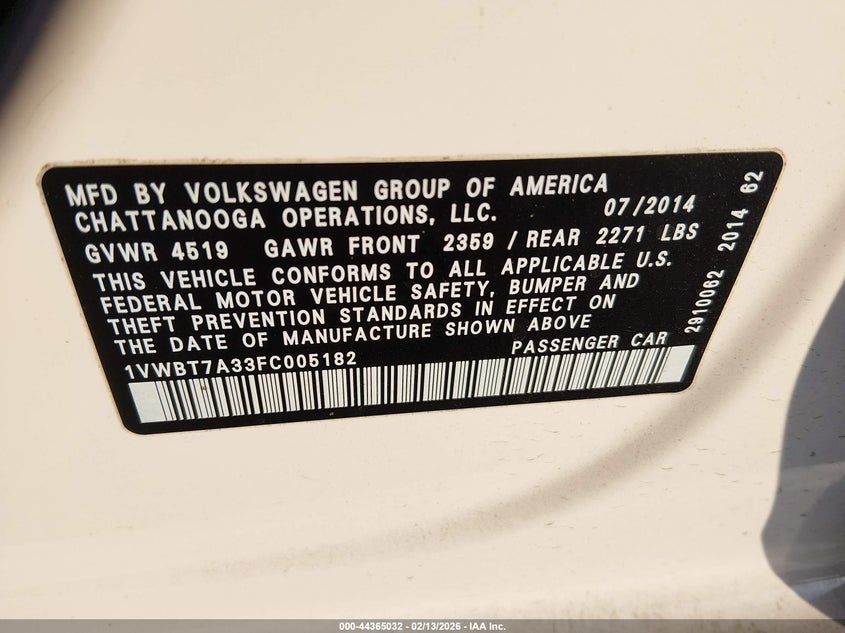 MFD BY VOLKSWAGEN GROUP OF AMERICA
CHATTANOOGA OPERATIONS, LLC. 07/2014
GVWR 4519 GAWR FRONT 2359 / REAR 2271 LBS
THIS VEHICLE CONFORMS TO ALL APPLICABLE U.S.
FEDERAL MOTOR VEHICLE SAFETY, BUMPER AND
THEFT PREVENTION STANDARDS IN EFFECT ON
THE DATE OF MANUFACTURE SHOWN ABOVE
1VWBT7A33FC005182 PASSENGER CAR
2910062 2014 62
000-44365032 - 02/13/2026 - IAA Inc.